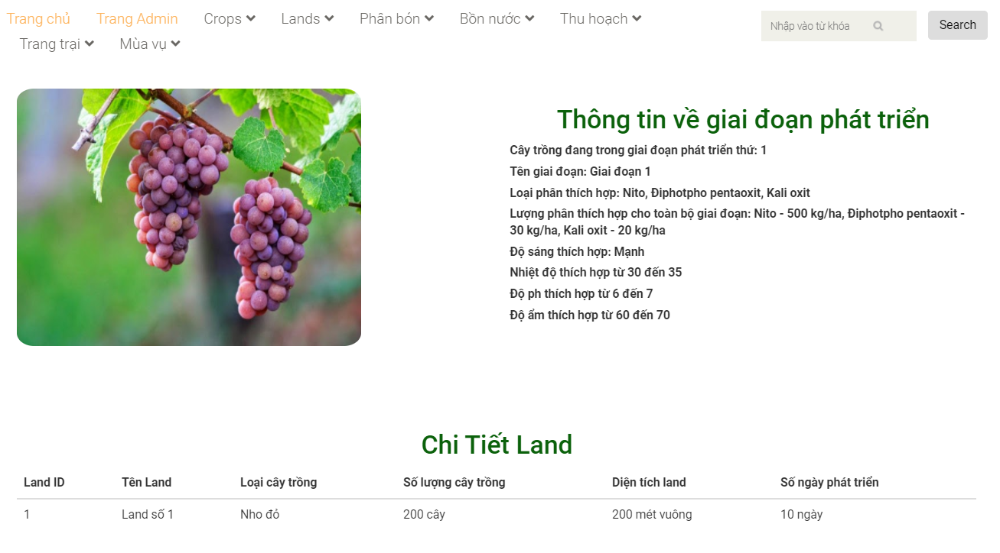 Trang chủ Trang Admin Crops Lands Phân bón Bồn nước Thu hoạch Nhập vào từ khóa Search
Trang trại Mùa vụ
Thông tin về giai đoạn phát triển
Cây trồng đang trong giai đoạn phát triển thứ: 1
Tên giai đoạn: Giai đoạn 1
Loại phân thích hợp: Nito, Điphotpho pentaoxit, Kali oxit
Lượng phân thích hợp cho toàn bộ giai đoạn: Nito - 500 kg/ha, Điphotpho pentaoxit -
30 kg/ha, Kali oxit - 20 kg/ha
Độ sáng thích hợp: Mạnh
Nhiệt độ thích hợp từ 30 đến 35
Độ ph thích hợp từ 6 đến 7
Độ ẩm thích hợp từ 60 đến 70
Chi Tiết Land
Land ID Tên Land Loại cây trồng Số lượng cây trồng Diện tích land Số ngày phát triển
1 Land số 1 Nho đỏ 200 cây 200 mét vuông 10 ngày